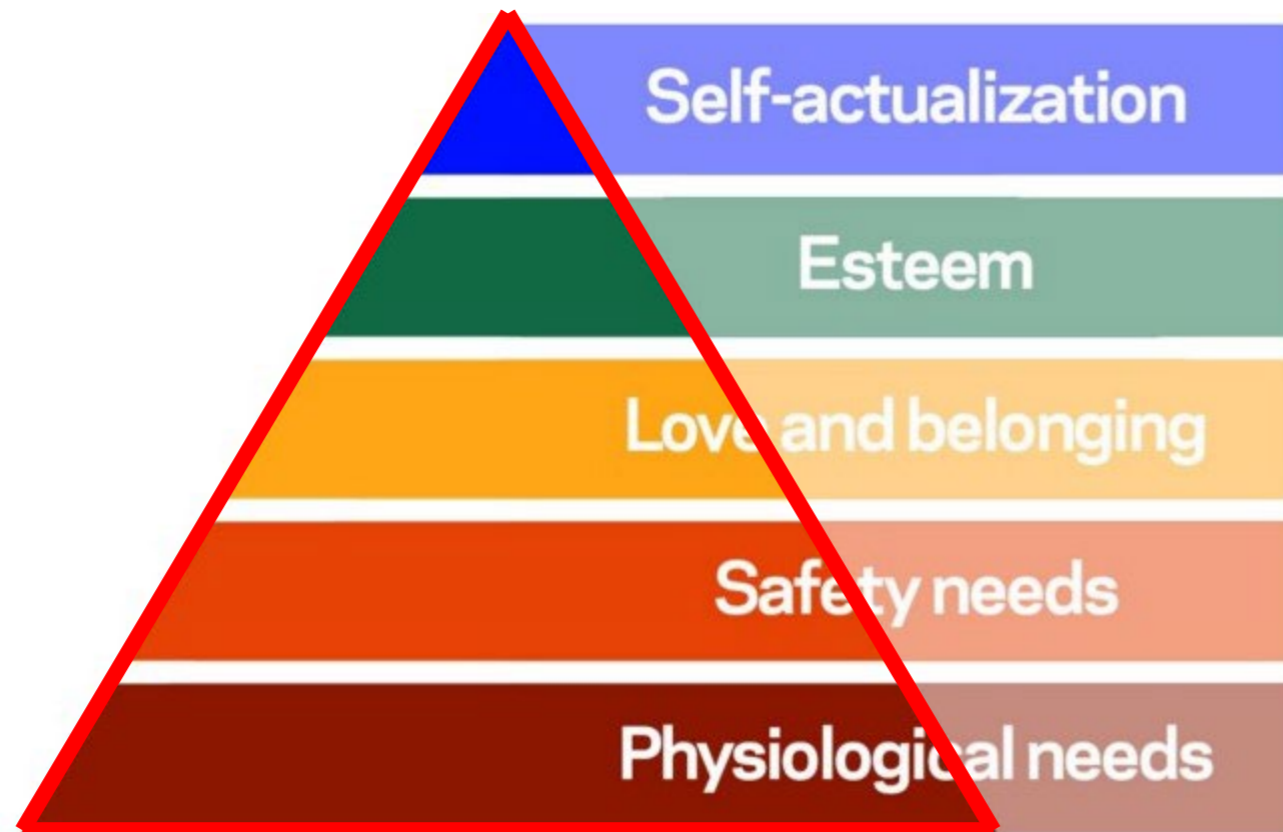 Self-actualization
Esteem
Love and belonging
Safety needs
Physiological needs